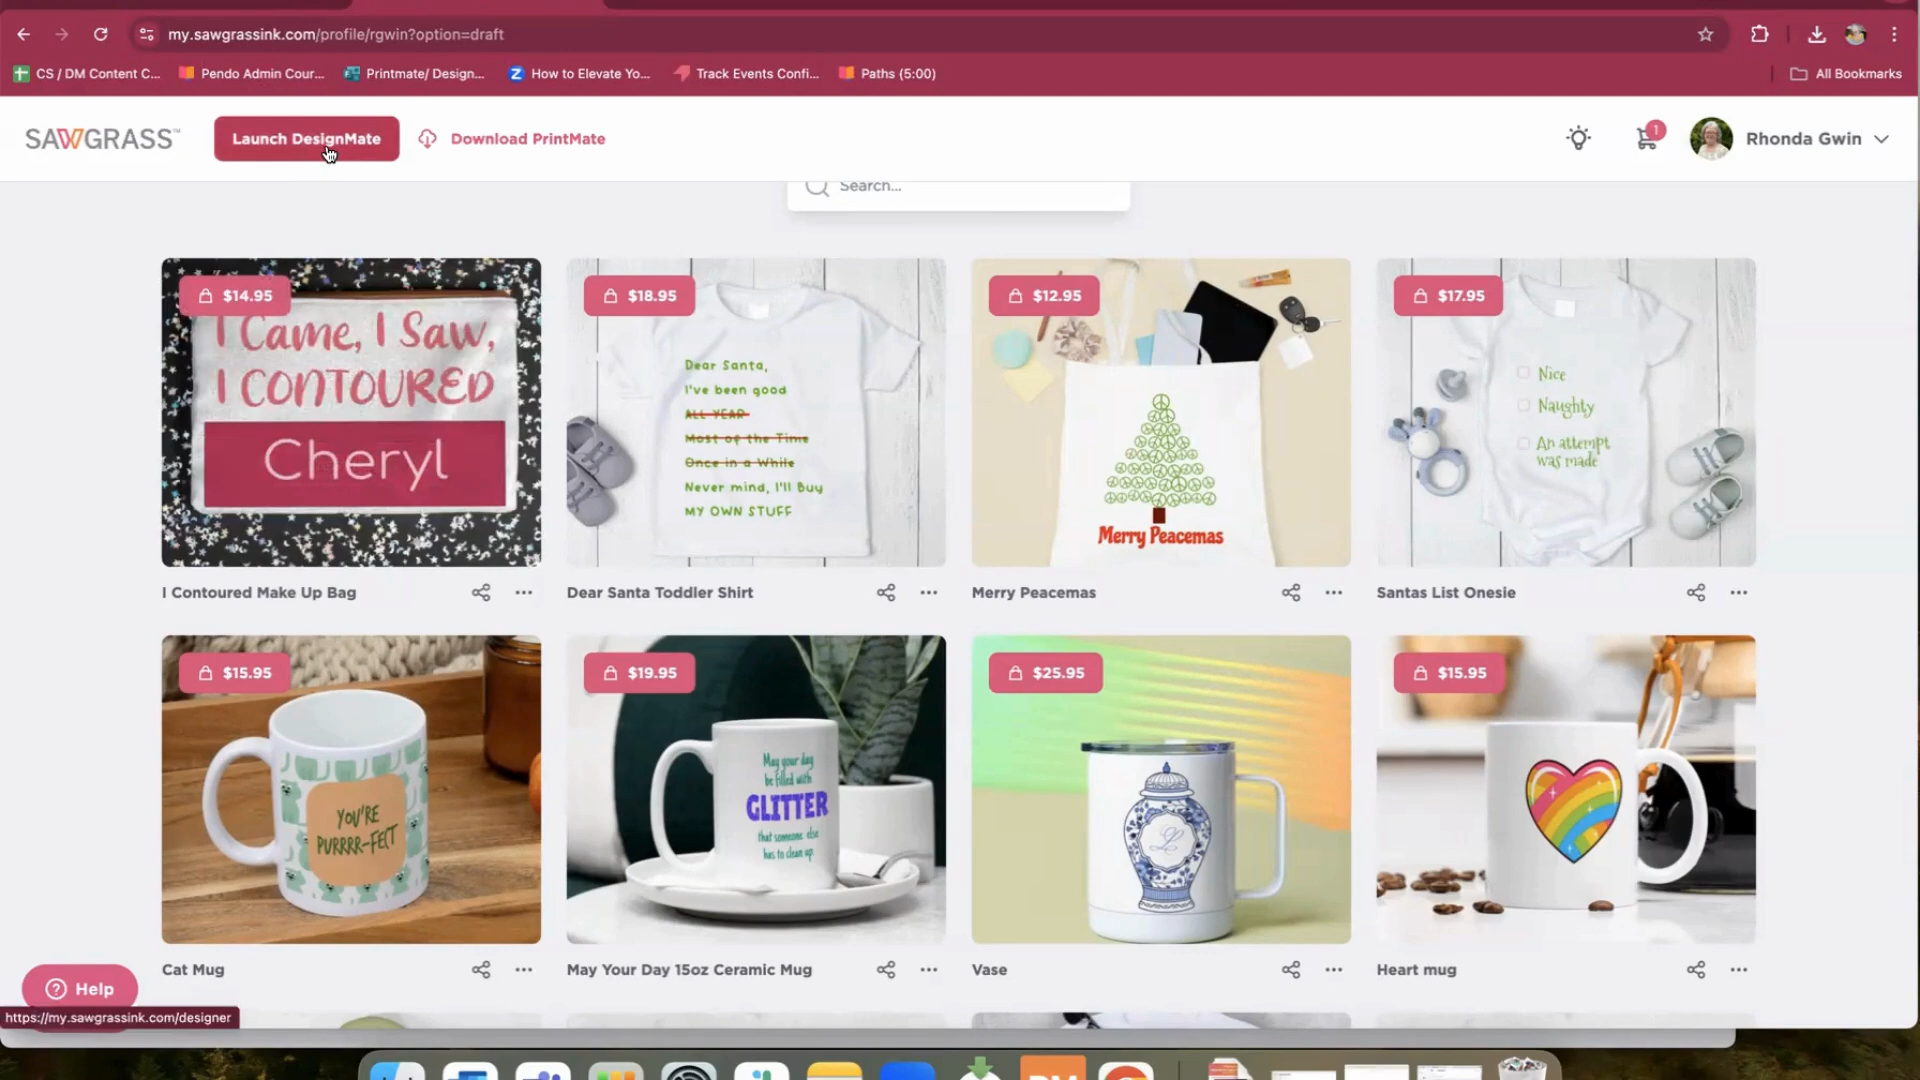 my.sawgrassink.com/profile/rgwin?option=draft
CS / DM Content C...
Pendo Admin Cour...
Printmate/ Design...
How to Elevate Yo...
Track Events Confi...
Paths (5:00)
All Bookmarks
SAWGRASS™
Launch DesignMate
Download PrintMate
1
Rhonda Gwin
Search...
$14.95
I Came, I Saw,
I CONTOURED
Cheryl
$18.95
Dear Santa,
I've been good
ALL YEAR
Most of the Time
Once in a While
Never mind, I'll Buy
MY OWN STUFF
$12.95
Merry Peacemas
$17.95
Nice
Naughty
An attempt
was made
I Contoured Make Up Bag
Dear Santa Toddler Shirt
Merry Peacemas
Santas List Onesie
$15.95
YOU'RE
PURRRR-FECT
$19.95
May your day
be filled with
GLITTER
that someone else
has to clean up.
$25.95
L
$15.95
Cat Mug
May Your Day 15oz Ceramic Mug
Vase
Heart mug
Help
https://my.sawgrassink.com/designer